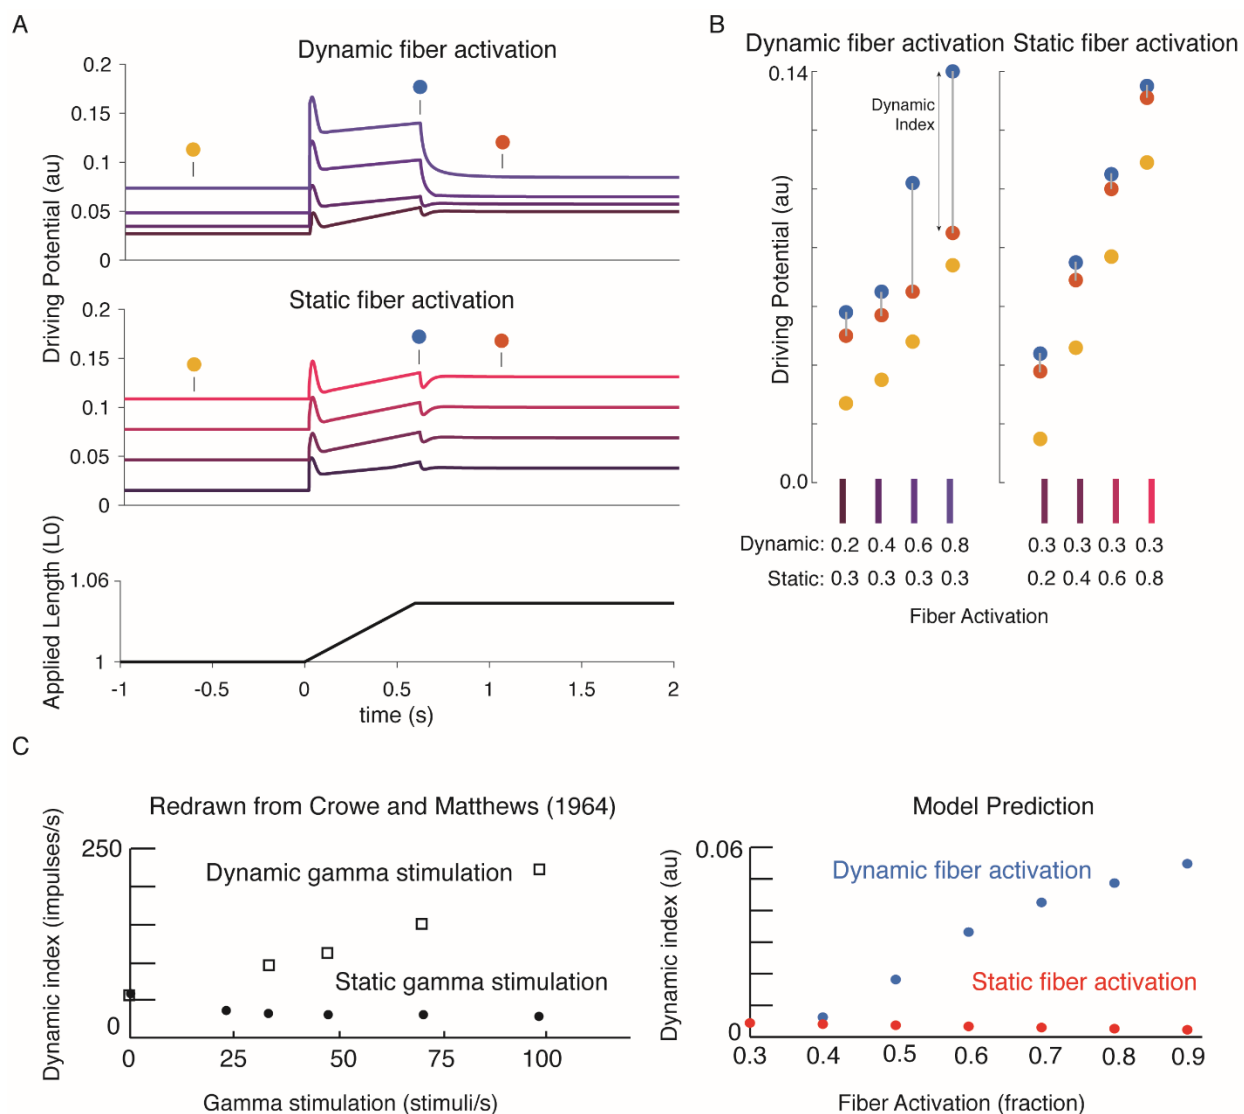 A
Dynamic fiber activation
0.2
0.15
0.1
0.05
0
Driving Potential (au)
Static fiber activation
0.2
0.15
0.1
0.05
0
Applied Length (L0)
1.06
1
-1
-0.5
0
0.5
1
1.5
2
time (s)
B
Dynamic fiber activation
Static fiber activation
0.14
Dynamic
Index
Driving Potential (au)
0.0
Dynamic: 0.2 0.4 0.6 0.8 0.3 0.3 0.3 0.3
Static: 0.3 0.3 0.3 0.3 0.2 0.4 0.6 0.8
Fiber Activation
C
Redrawn from Crowe and Matthews (1964)
Dynamic index (impulses/s)
250
0
Dynamic gamma stimulation
Static gamma stimulation
0 25 50 75 100
Gamma stimulation (stimuli/s)
Model Prediction
Dynamic index (au)
0.06
0
Dynamic fiber activation
Static fiber activation
0.3 0.4 0.5 0.6 0.7 0.8 0.9
Fiber Activation (fraction)